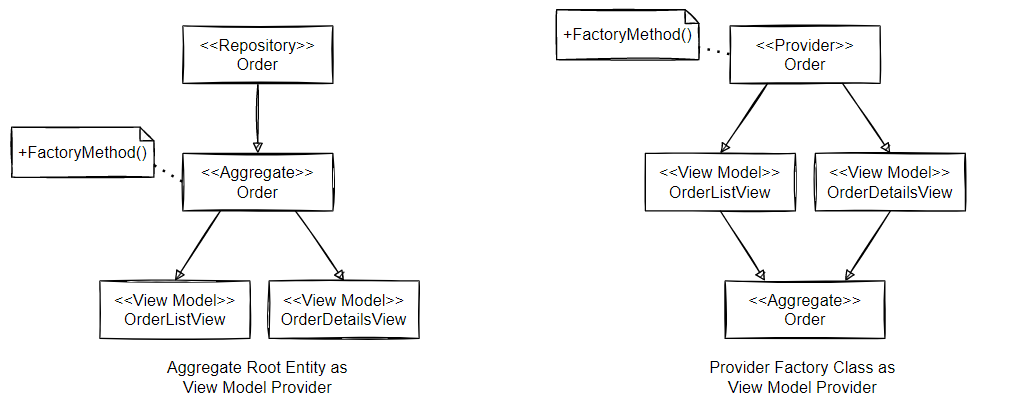 <<Repository>>
Order
+FactoryMethod()
<<Aggregate>>
Order
<<View Model>>
OrderListView
<<View Model>>
OrderDetailsView
Aggregate Root Entity as
View Model Provider
+FactoryMethod()
<<Provider>>
Order
<<View Model>>
OrderListView
<<View Model>>
OrderDetailsView
<<Aggregate>>
Order
Provider Factory Class as
View Model Provider